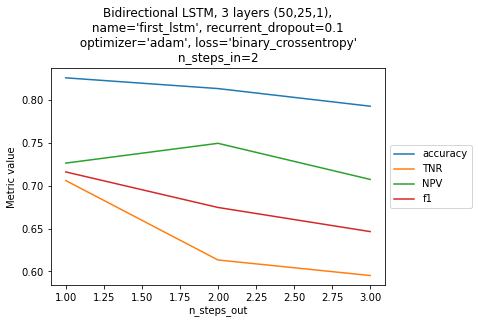 Bidirectional LSTM, 3 layers (50,25,1),
name='first_lstm', recurrent_dropout=0.1
optimizer='adam', loss='binary_crossentropy'
n_steps_in=2
0.80
0.75
0.70
0.65
0.60
Metric value
accuracy
TNR
NPV
f1
1.00 1.25 1.50 1.75 2.00 2.25 2.50 2.75 3.00
n_steps_out